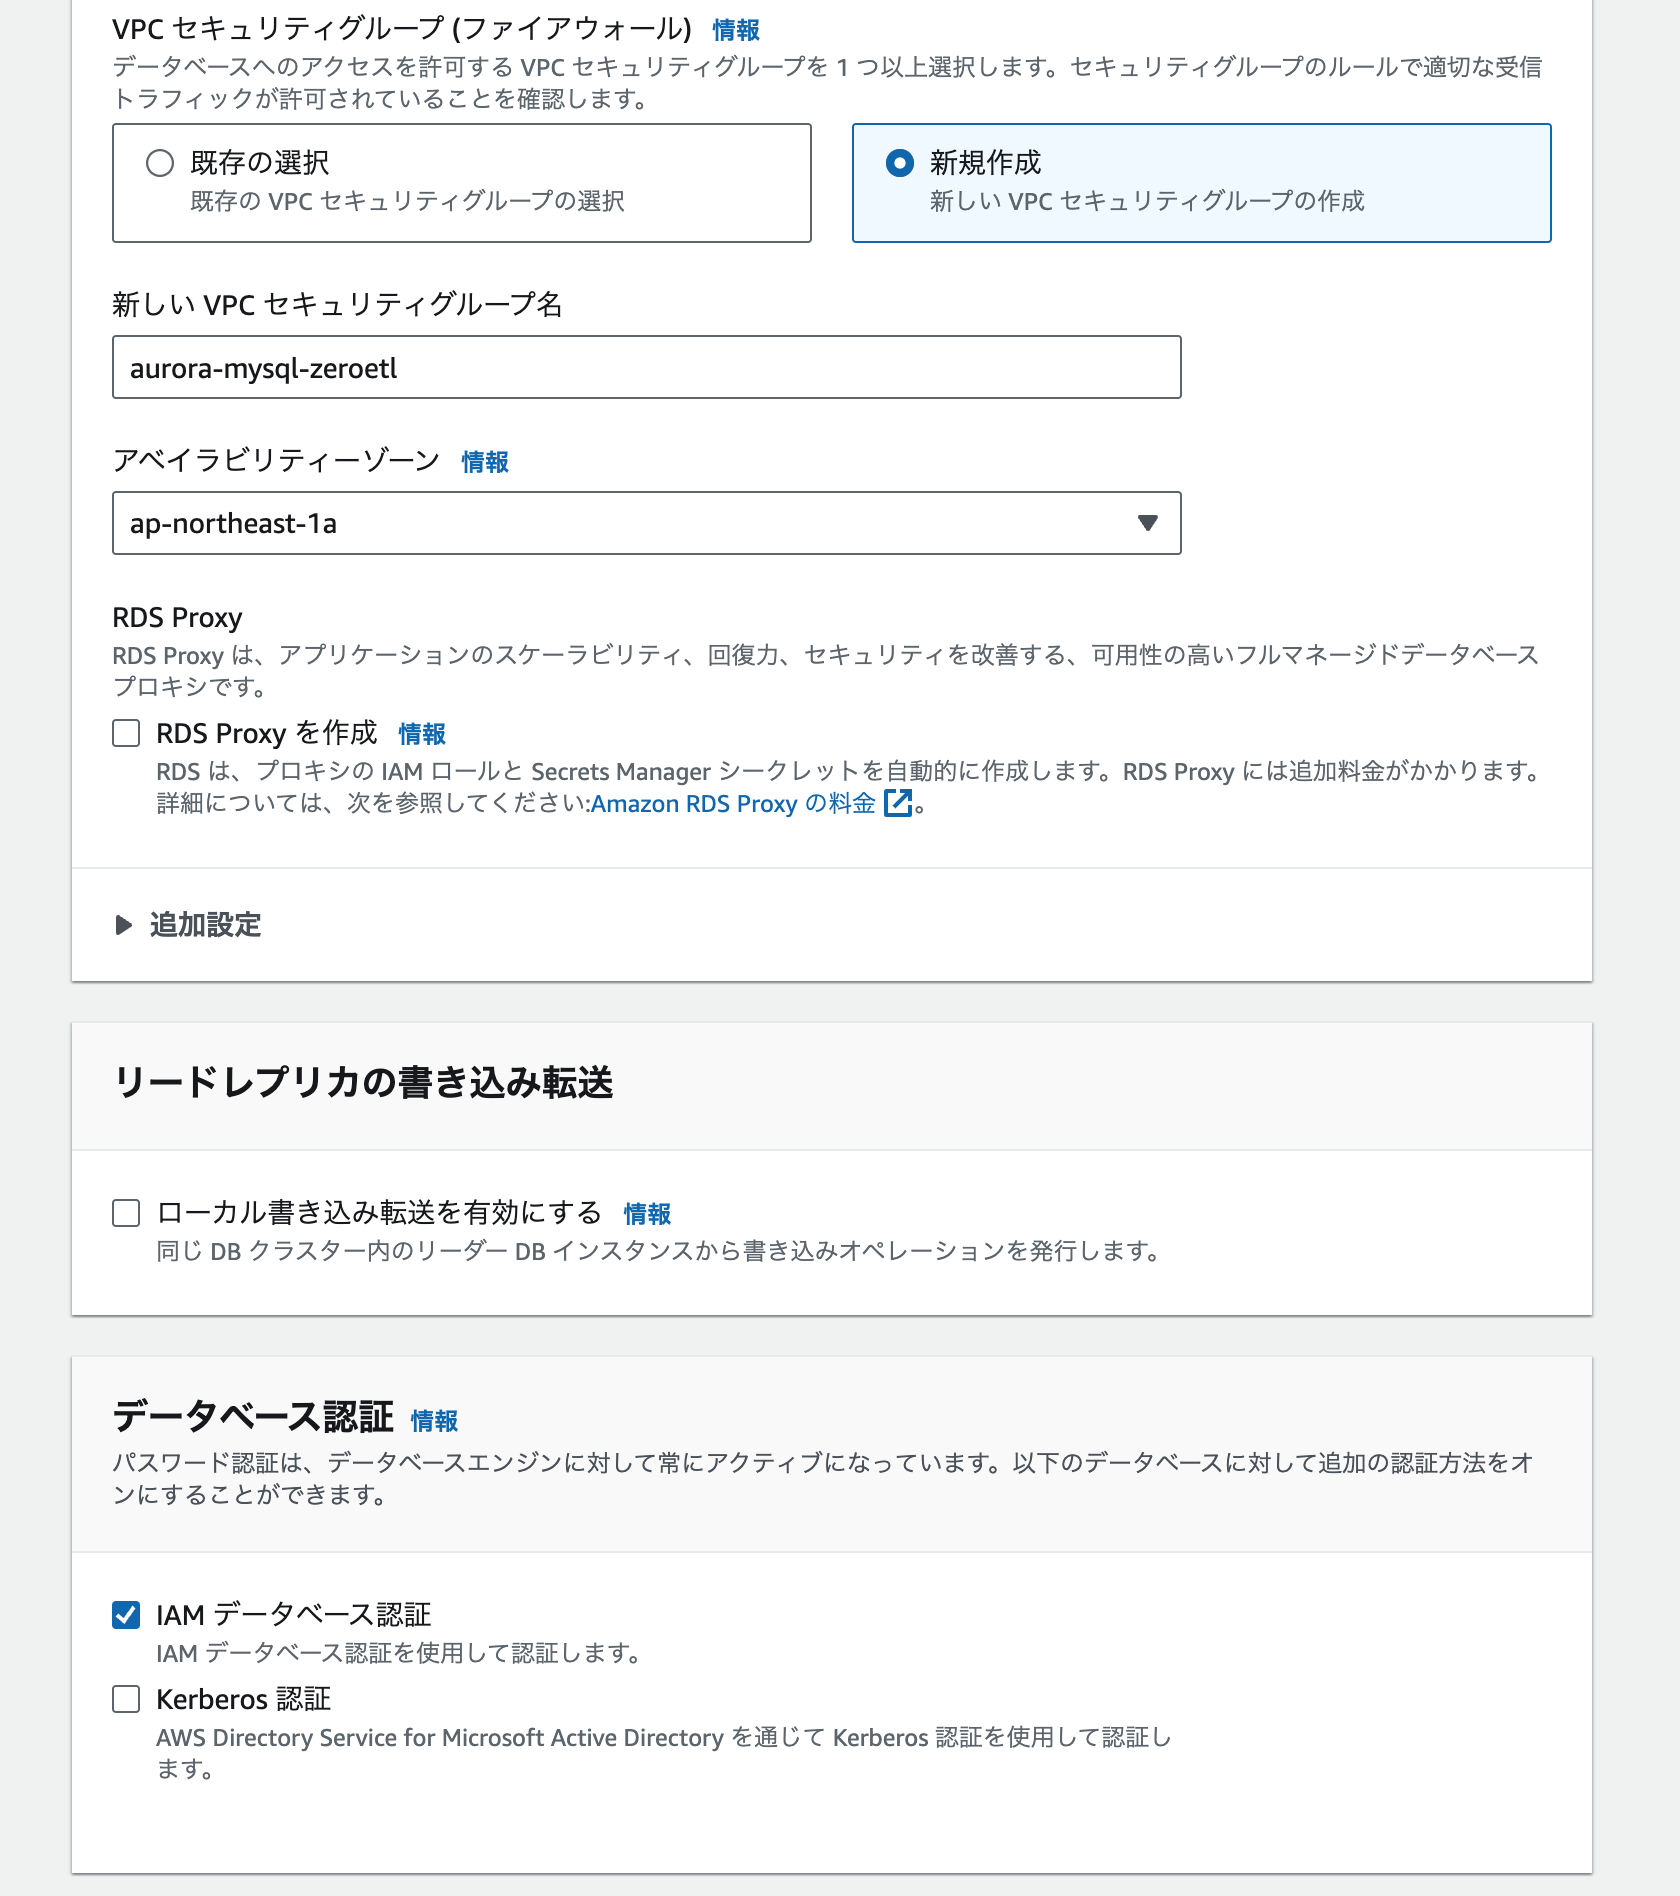 VPC セキュリティグループ (ファイアウォール) 情報
データベースへのアクセスを許可する VPC セキュリティグループを 1 つ以上選択します。セキュリティグループのルールで適切な受信
トラフィックが許可されていることを確認します。
既存の選択
既存の VPC セキュリティグループの選択
新規作成
新しい VPC セキュリティグループの作成
新しい VPC セキュリティグループ名
aurora-mysql-zeroetl
アベイラビリティーゾーン 情報
ap-northeast-1a
RDS Proxy
RDS Proxy は、アプリケーションのスケーラビリティ、回復力、セキュリティを改善する、可用性の高いフルマネージドデータベース
プロキシです。
RDS Proxy を作成 情報
RDS は、プロキシの IAM ロールと Secrets Manager シークレットを自動的に作成します。RDS Proxy には追加料金がかかります。
詳細については、次を参照してください:Amazon RDS Proxy の料金。
追加設定
リードレプリカの書き込み転送
ローカル書き込み転送を有効にする 情報
同じ DB クラスター内のリーダー DB インスタンスから書き込みオペレーションを発行します。
データベース認証 情報
パスワード認証は、データベースエンジンに対して常にアクティブになっています。以下のデータベースに対して追加の認証方法をオ
ンにすることができます。
IAM データベース認証
IAM データベース認証を使用して認証します。
Kerberos 認証
AWS Directory Service for Microsoft Active Directory を通じて Kerberos 認証を使用して認証し
ます。